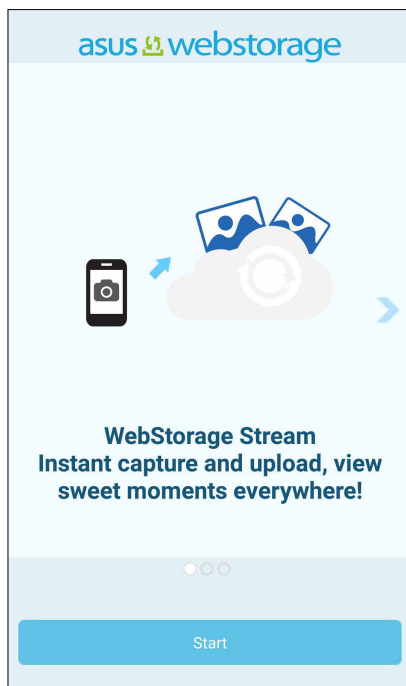 asus webstorage
WebStorage Stream
Instant capture and upload, view
sweet moments everywhere!
Start